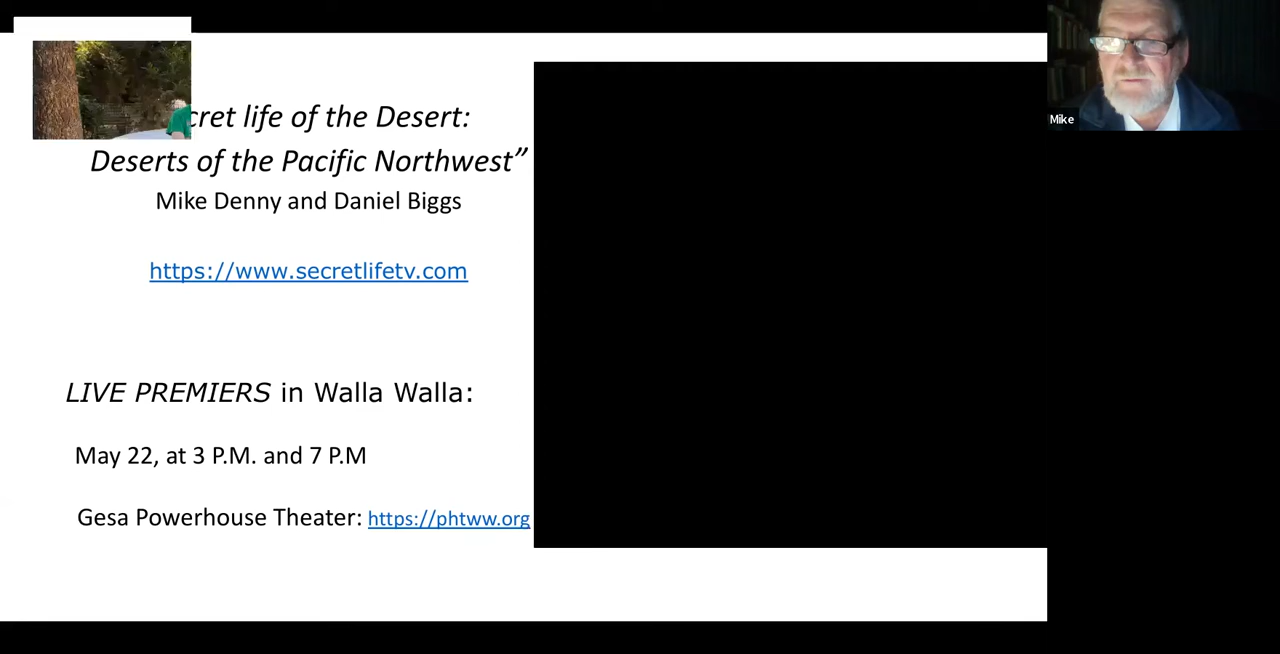 cret life of the Desert:
Deserts of the Pacific Northwest”
Mike Denny and Daniel Biggs
https://www.secretlifetv.com
LIVE PREMIERS in Walla Walla:
May 22, at 3 P.M. and 7 P.M
Gesa Powerhouse Theater: https://phtww.org
Mike